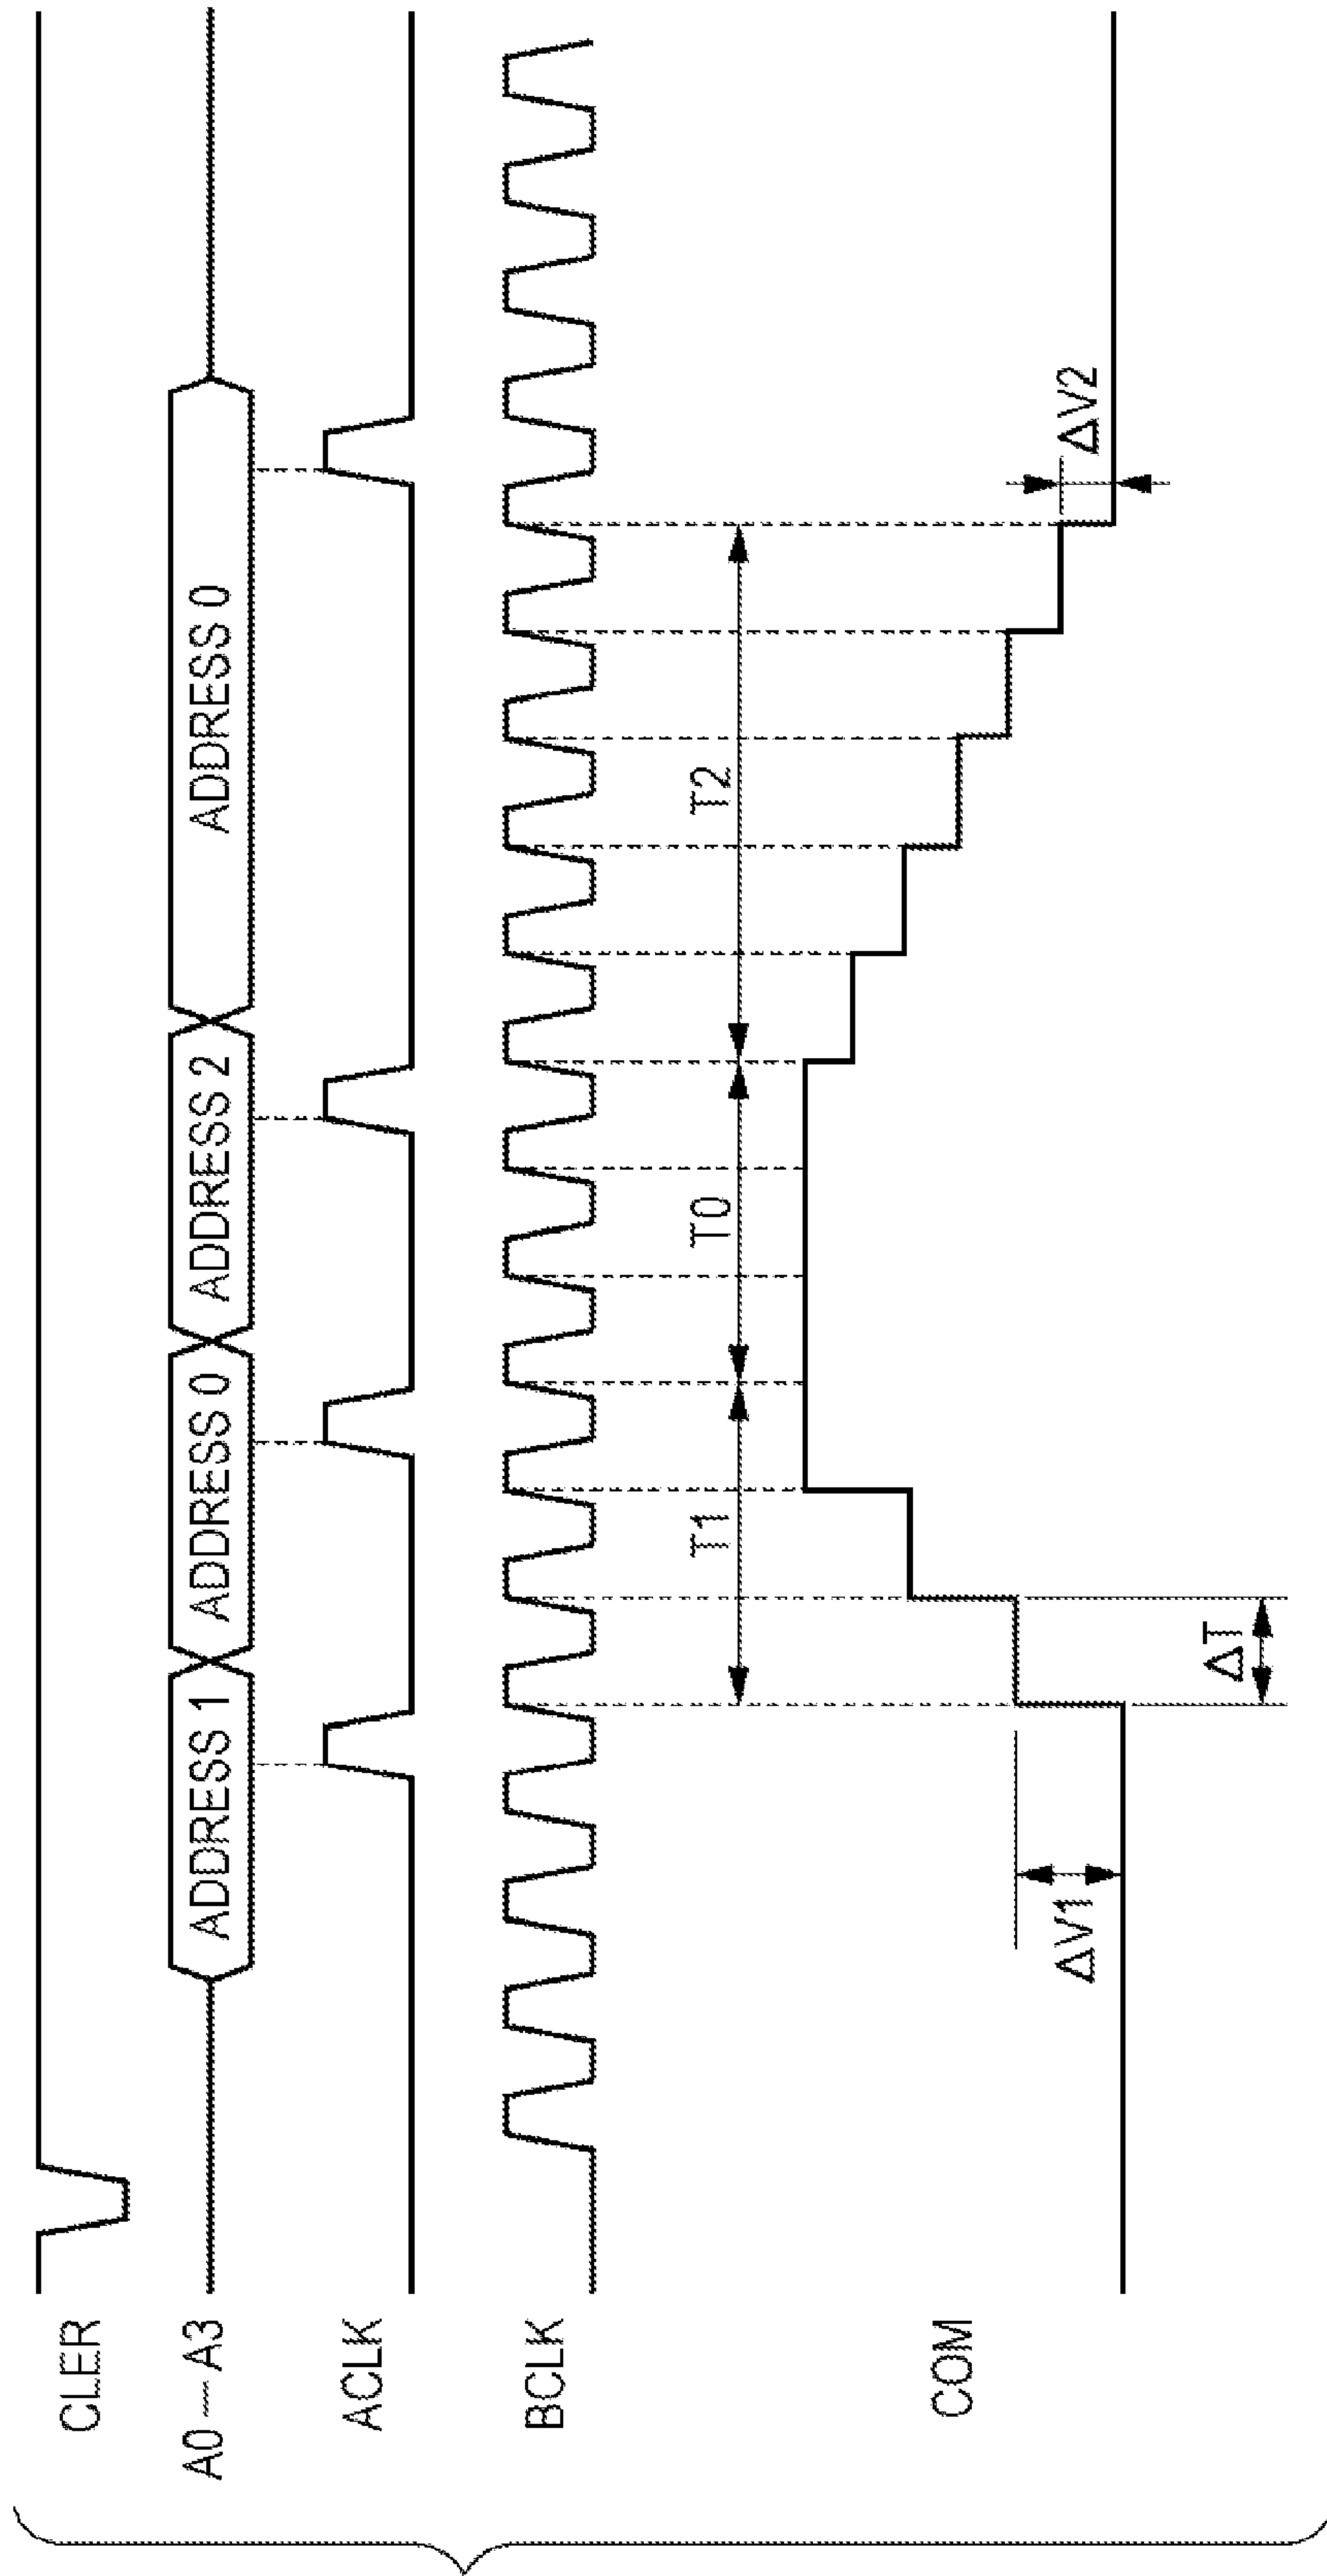 CLER
A0 — A3
ADDRESS 1
ADDRESS 0
ADDRESS 2
ADDRESS 0
ACLK
BCLK
T1
T0
T2
COM
ΔV1
ΔT
ΔV2